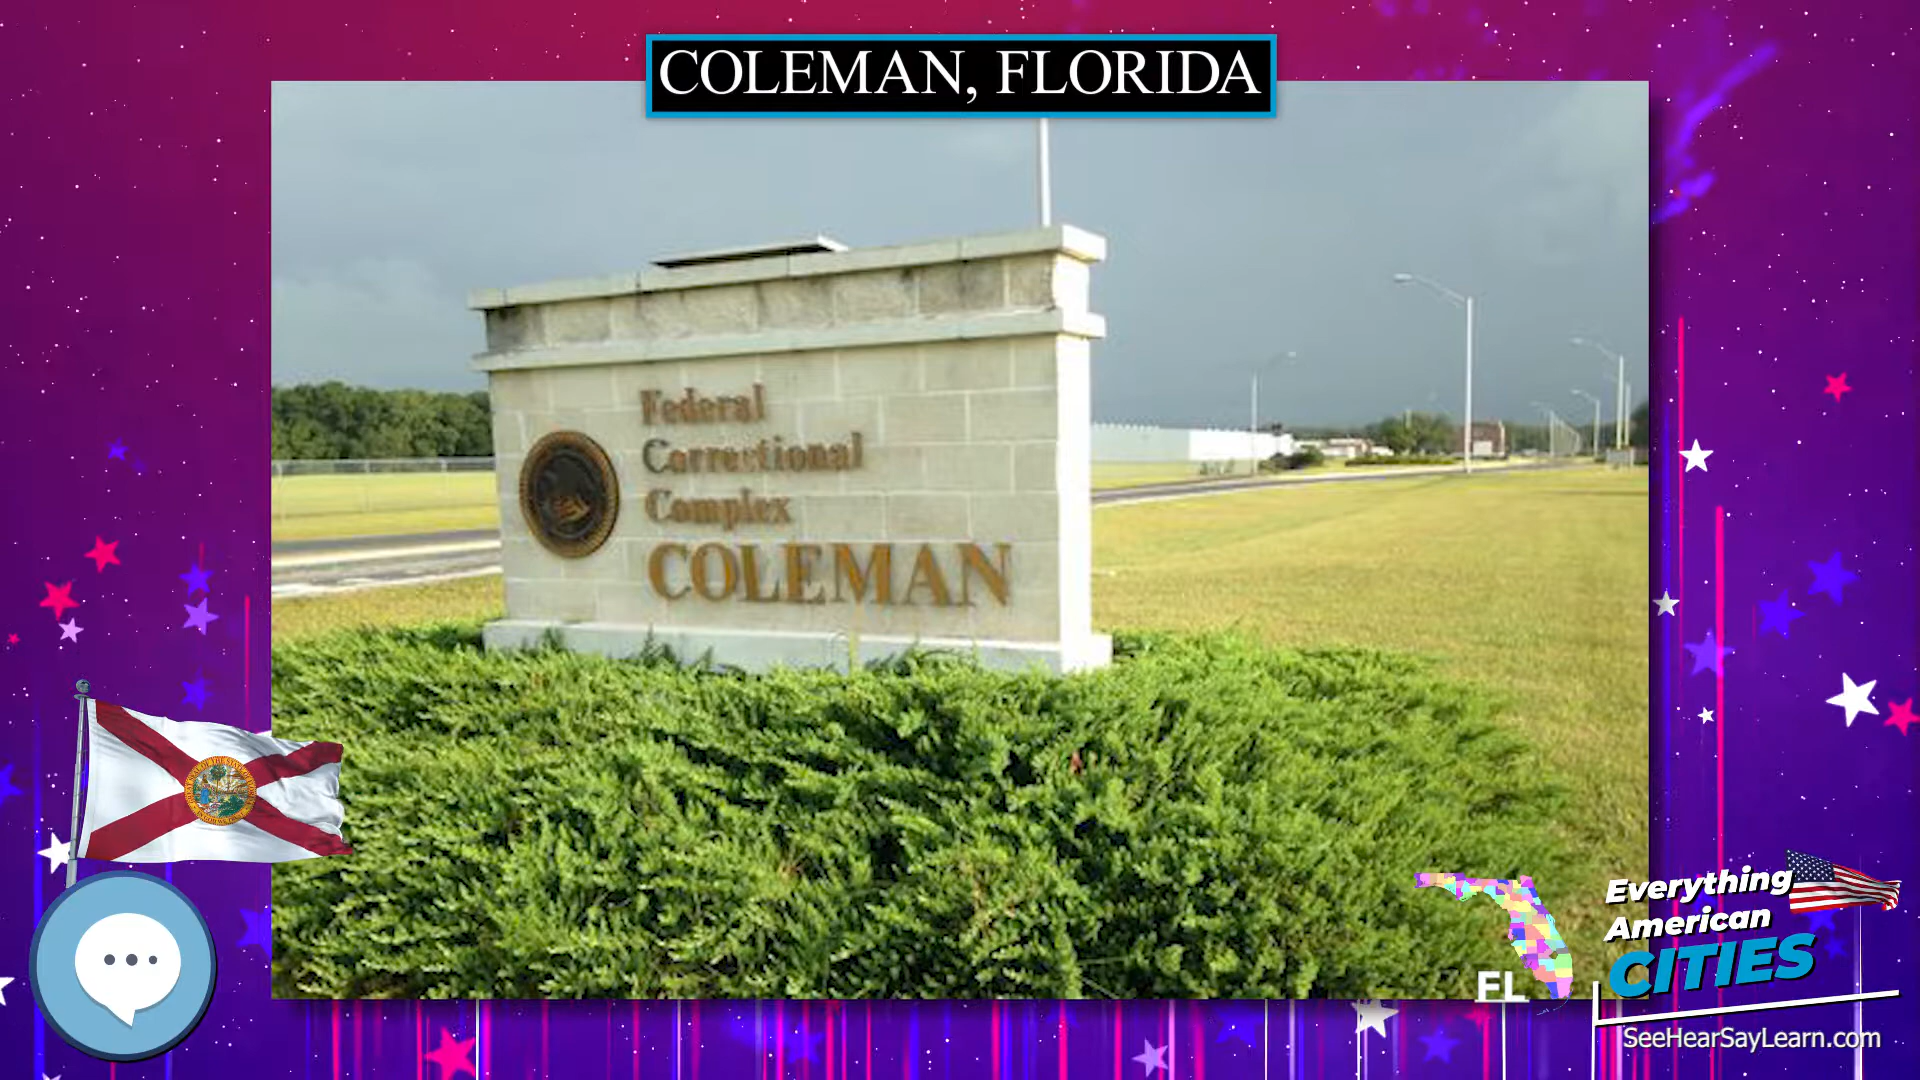 COLEMAN, FLORIDA
Federal
Correctional
Complex
COLEMAN
FL
Everything
American
CITIES
SeeHearSayLearn.com